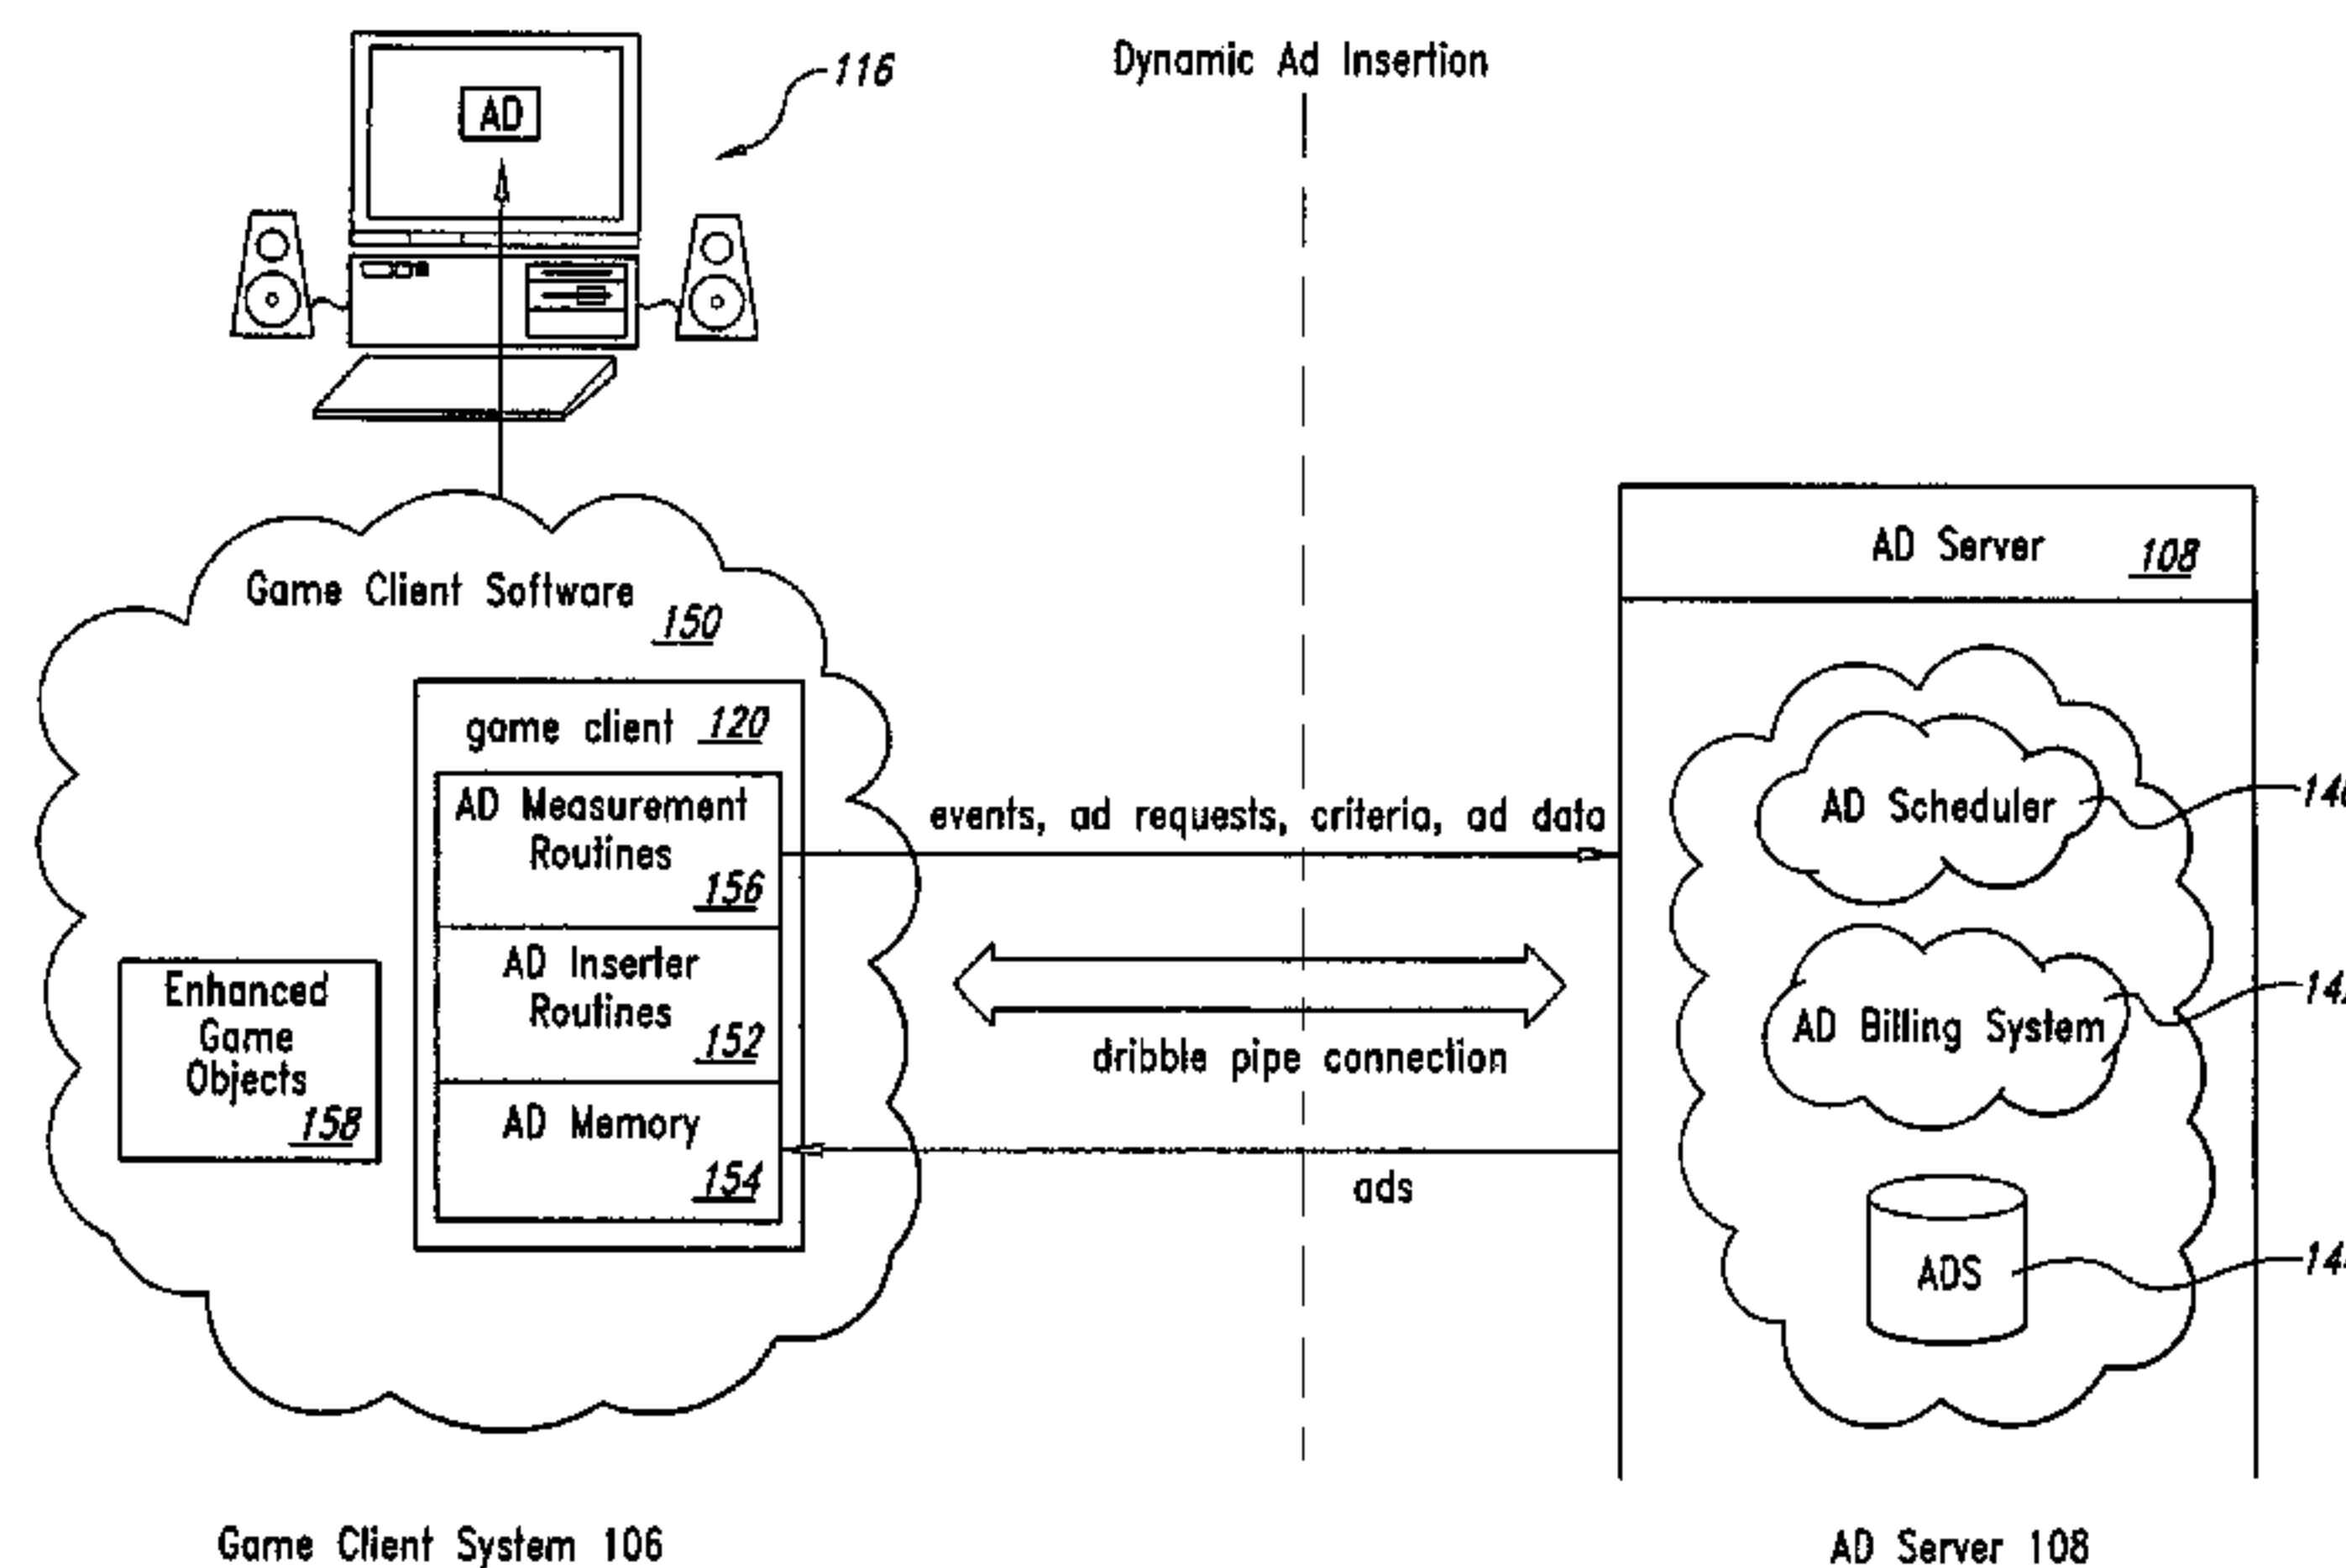 Dynamic Ad Insertion
116
AD
Game Client Software
150
game client 120
AD Measurement
Routines
156
AD Inserter
Routines
152
AD Memory
154
Enhanced
Game
Objects
158
events, ad requests, criteria, ad data
dribble pipe connection
ads
AD Server 108
AD Scheduler
AD Billing System
ADS
Game Client System 106
AD Server 108